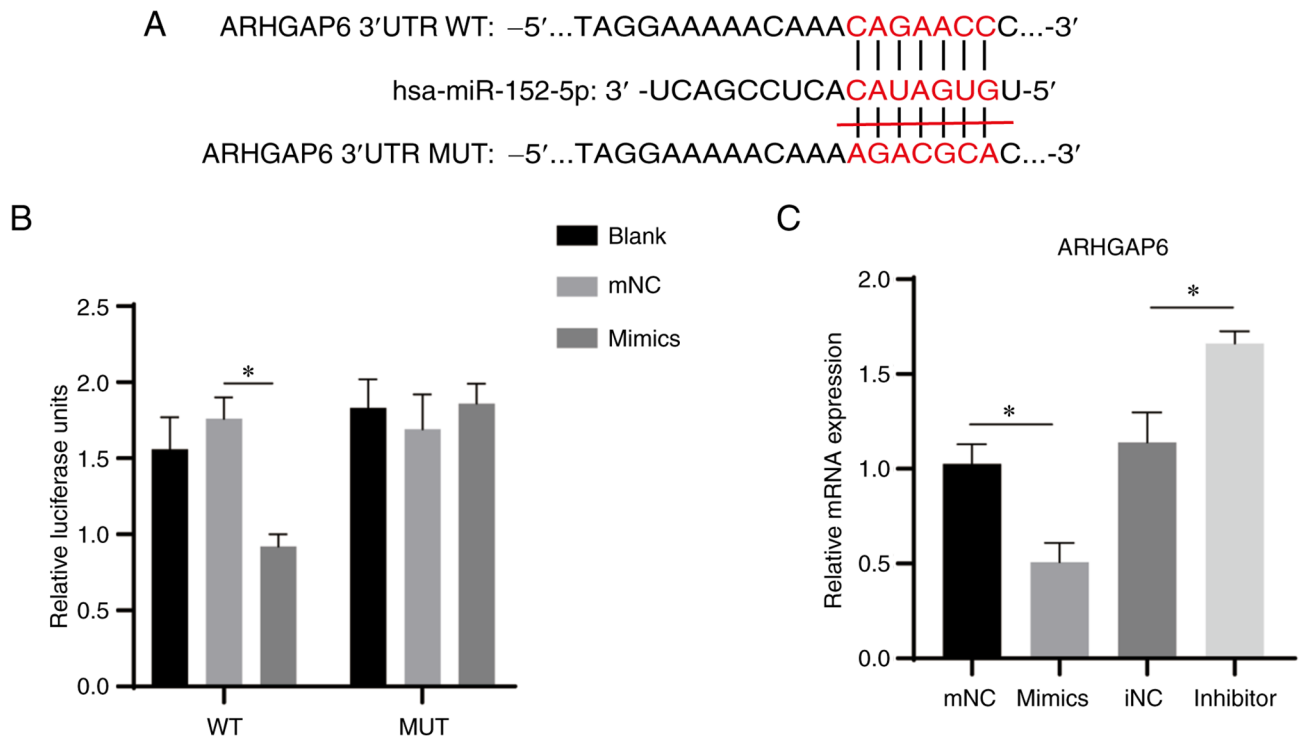 A
ARHGAP6 3′UTR WT: –5′...TAGGAAAAACAAACAGAACCC...-3′
hsa-miR-152-5p: 3′ -UCAGCCUCACAUAGUGU-5′
ARHGAP6 3′UTR MUT: –5′...TAGGAAAAACAAAAGACGCAC...-3′
B
Blank
mNC
Mimics
Relative luciferase units
2.5
2.0
1.5
1.0
0.5
0.0
*
WT
MUT
C
ARHGAP6
Relative mRNA expression
2.0
1.5
1.0
0.5
0.0
*
*
mNC
Mimics
iNC
Inhibitor